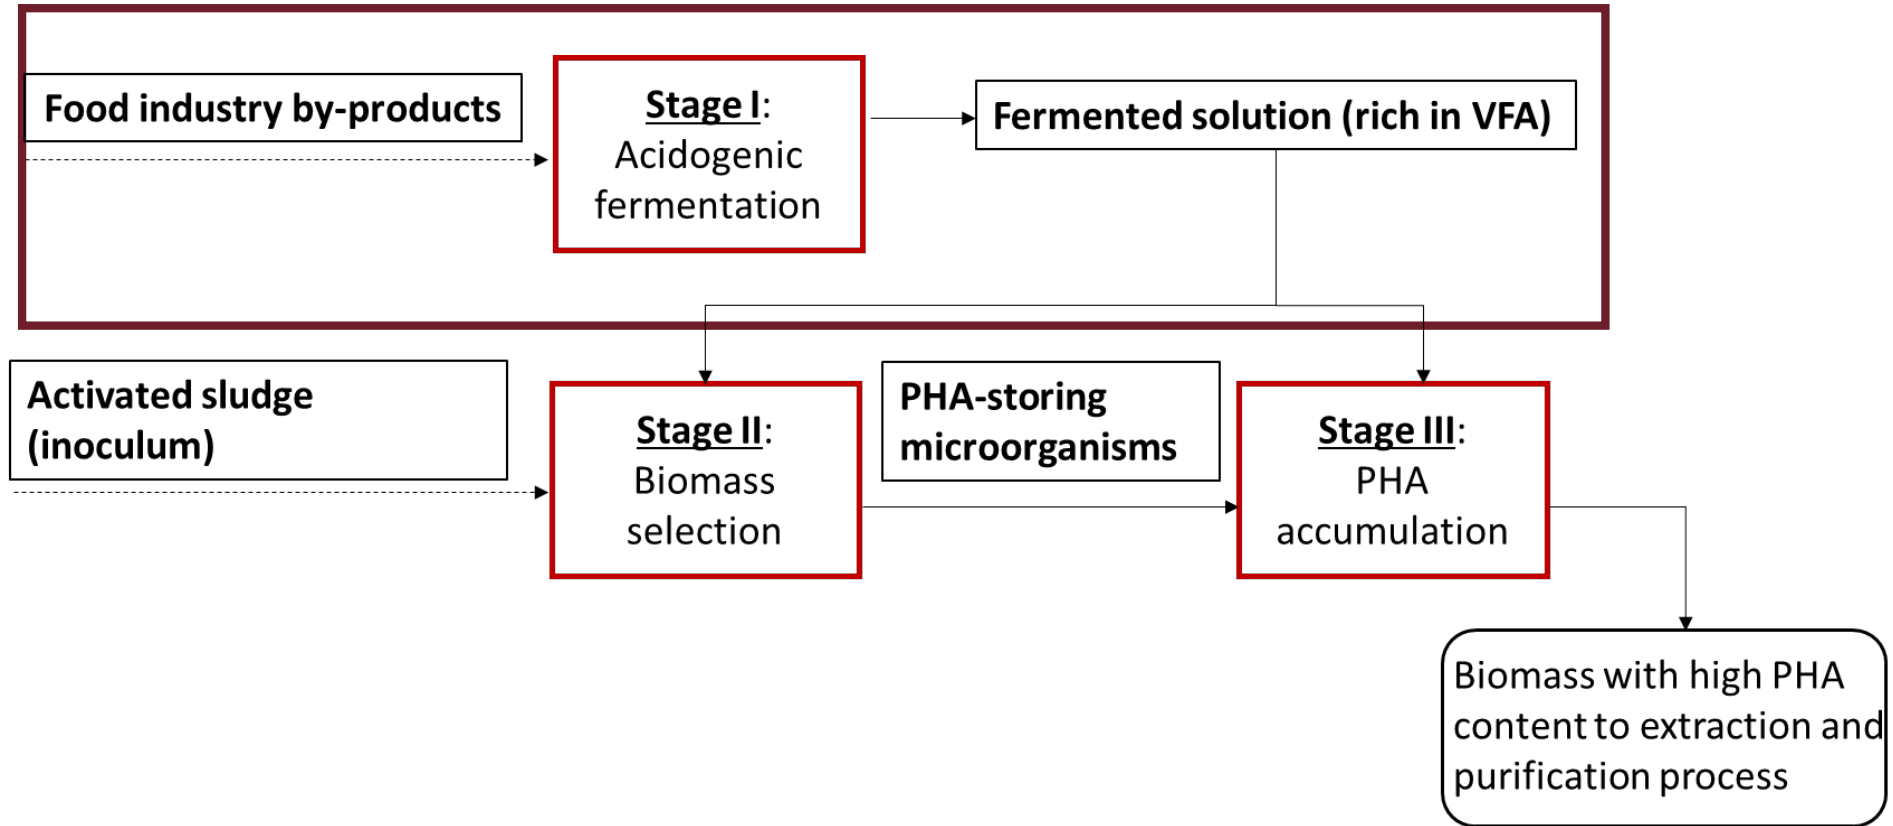 Food industry by-products
Stage I:
Acidogenic
fermentation
Fermented solution (rich in VFA)
Activated sludge
(inoculum)
Stage II:
Biomass
selection
PHA-storing
microorganisms
Stage III:
PHA
accumulation
Biomass with high PHA
content to extraction and
purification process